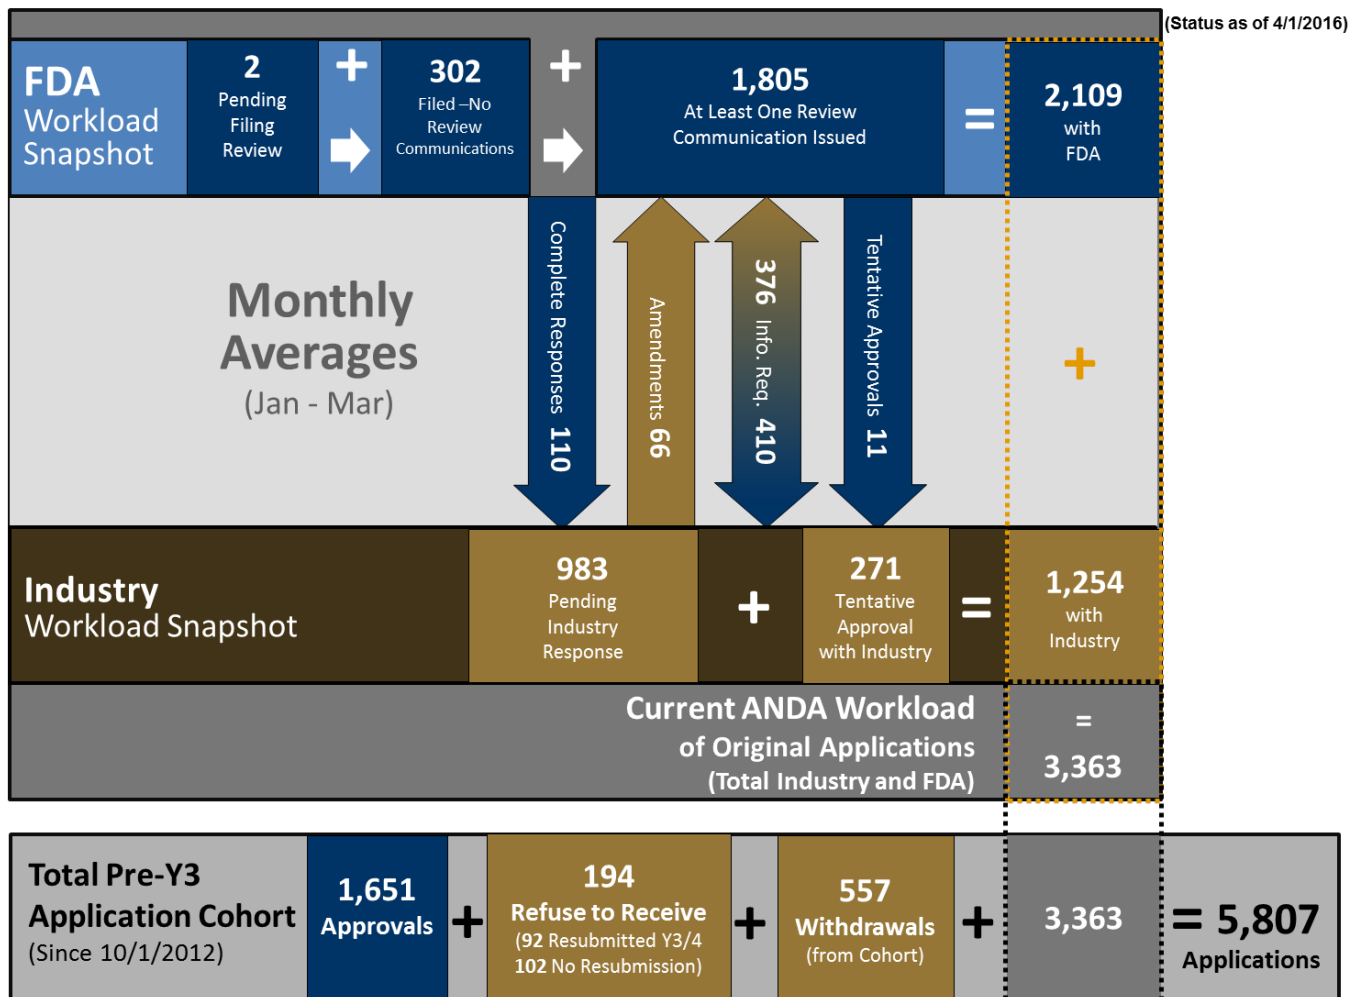 (Status as of 4/1/2016)
FDA
Workload
Snapshot
2
Pending
Filing
Review
+
302
Filed –No
Review
Communications
+
1,805
At Least One Review
Communication Issued
=
2,109
with
FDA
Monthly
Averages
(Jan - Mar)
Complete Responses 110
Amendments 66
376 Info. Req. 410
Tentative Approvals 11
+
Industry
Workload Snapshot
983
Pending
Industry
Response
+
271
Tentative
Approval
with Industry
=
1,254
with
Industry
Current ANDA Workload
of Original Applications
(Total Industry and FDA)
=
3,363
Total Pre-Y3
Application Cohort
(Since 10/1/2012)
1,651
Approvals
+
194
Refuse to Receive
(92 Resubmitted Y3/4
102 No Resubmission)
+
557
Withdrawals
(from Cohort)
+
3,363
= 5,807
Applications